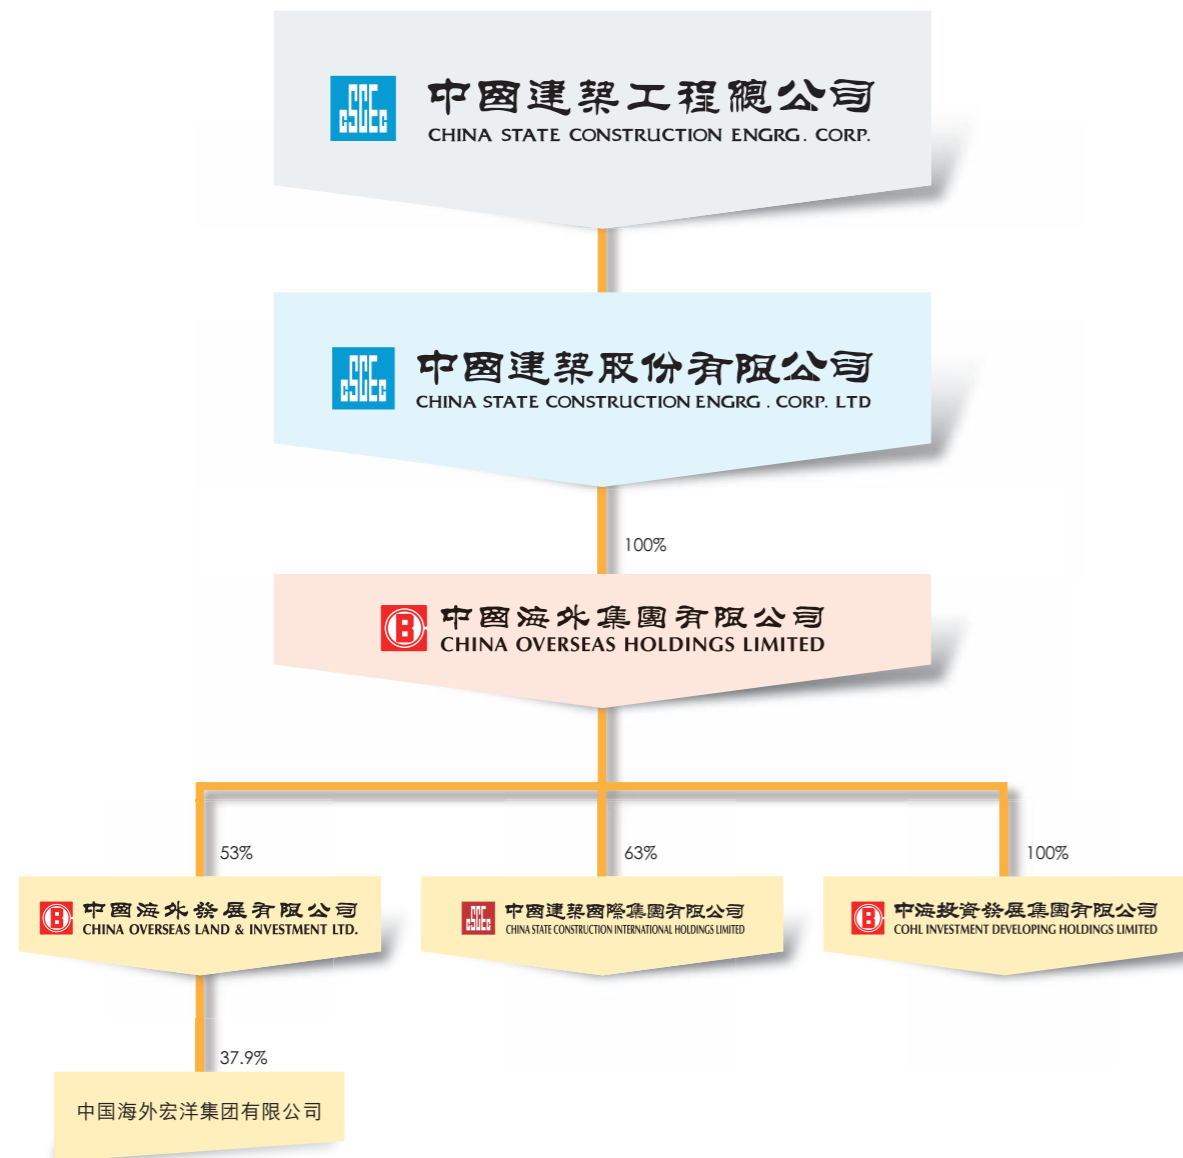 CSCEC
中國建築工程總公司
CHINA STATE CONSTRUCTION ENGRG. CORP.
CSCEC
中國建築股份有限公司
CHINA STATE CONSTRUCTION ENGRG . CORP. LTD
100%
中國海外集團有限公司
CHINA OVERSEAS HOLDINGS LIMITED
53%
63%
100%
中國海外發展有限公司
CHINA OVERSEAS LAND & INVESTMENT LTD.
CSCEC
中國建築國際集團有限公司
CHINA STATE CONSTRUCTION INTERNATIONAL HOLDINGS LIMITED
中海投資發展集團有限公司
COHL INVESTMENT DEVELOPING HOLDINGS LIMITED
37.9%
中国海外宏洋集团有限公司